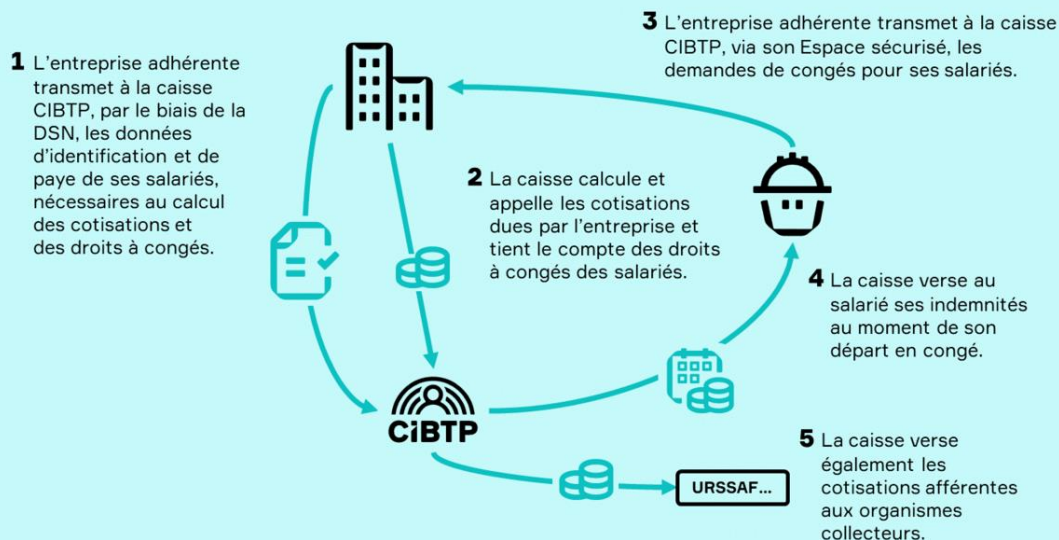 1 L'entreprise adhérente
transmet à la caisse
CIBTP, par le biais de la
DSN, les données
d'identification et de
paye de ses salariés,
nécessaires au calcul
des cotisations et
des droits à congés.
2 La caisse calcule et
appelle les cotisations
dues par l'entreprise et
tient le compte des droits
à congés des salariés.
3 L'entreprise adhérente transmet à la caisse
CIBTP, via son Espace sécurisé, les
demandes de congés pour ses salariés.
4 La caisse verse au
salarié ses indemnités
au moment de son
départ en congé.
CiBTP
5 La caisse verse
également les
cotisations afférentes
aux organismes
collecteurs.
URSSAF...